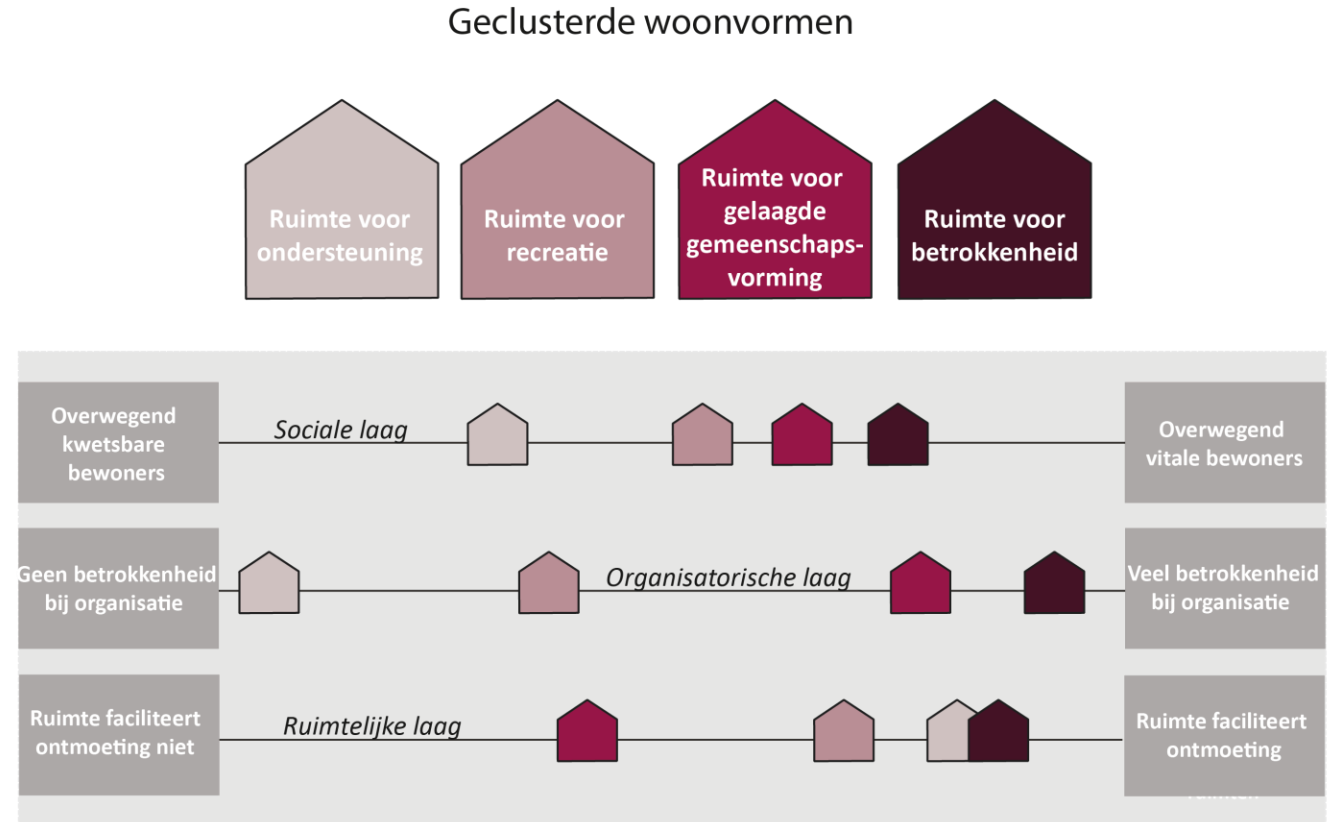 Geclusterde woonvormen
Ruimte voor
ondersteuning
Ruimte voor
recreatie
Ruimte voor
gelaagde
gemeenschaps-
vorming
Ruimte voor
betrokkenheid
Overwegend
kwetsbare
bewoners
Sociale laag
Overwegend
vitale bewoners
Geen betrokkenheid
bij organisatie
Organisatorische laag
Veel betrokkenheid
bij organisatie
Ruimte faciliteert
ontmoeting niet
Ruimtelijke laag
Ruimte faciliteert
ontmoeting